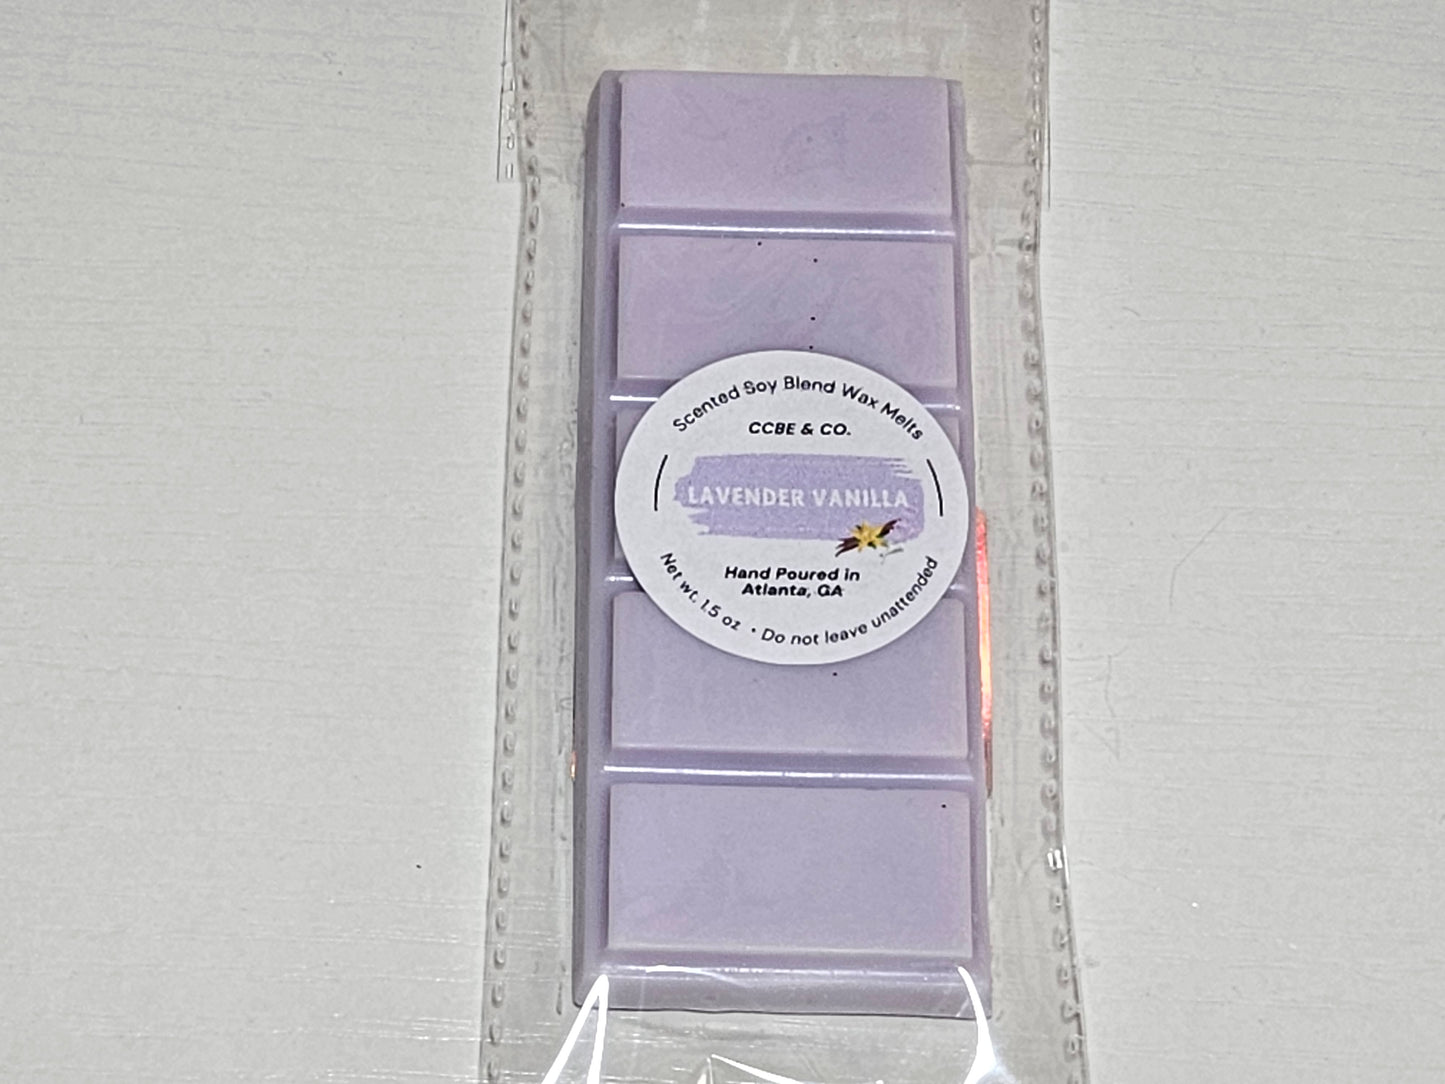 Scented Soy Blend Wax Melts
CCBE & CO.
LAVENDER VANILLA
Hand Poured in
Atlanta, GA
Net wt. 1.5 oz • Do not leave unattended